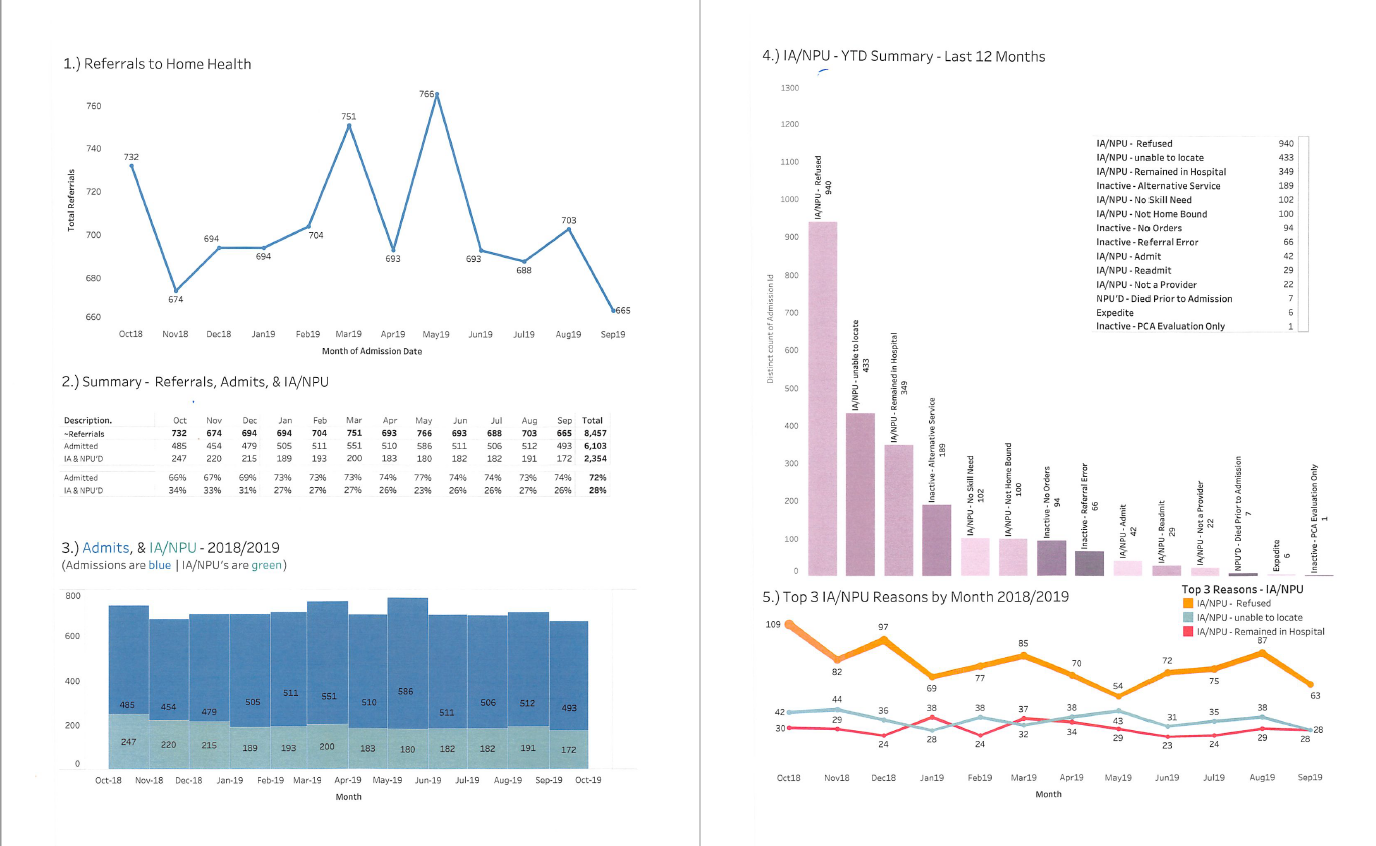 1.) Referrals to Home Health
Total Referrals
760
740
720
700
680
660
732
674
694
694
704
751
693
766
693
688
703
665
Oct18 Nov18 Dec18 Jan19 Feb19 Mar19 Apr19 May19 Jun19 Jul19 Aug19 Sep19
Month of Admission Date
2.) Summary - Referrals, Admits, & IA/NPU
Description. Oct Nov Dec Jan Feb Mar Apr May Jun Jul Aug Sep Total
~Referrals 732 674 694 694 704 751 693 766 693 688 703 665 8,457
Admitted 485 454 479 505 511 551 510 586 511 506 512 493 6,103
IA & NPU'D 247 220 215 189 193 200 183 180 182 182 191 172 2,354
Admitted 66% 67% 69% 73% 73% 73% 74% 77% 74% 74% 73% 74% 72%
IA & NPU'D 34% 33% 31% 27% 27% 27% 26% 23% 26% 26% 27% 26% 28%
3.) Admits, & IA/NPU - 2018/2019
(Admissions are blue | IA/NPU's are green)
800
600
400
200
0
485 454 479 505 511 551 510 586 511 506 512 493
247 220 215 189 193 200 183 180 182 182 191 172
Oct-18 Nov-18 Dec-18 Jan-19 Feb-19 Mar-19 Apr-19 May-19 Jun-19 Jul-19 Aug-19 Sep-19 Oct-19
Month
4.) IA/NPU - YTD Summary - Last 12 Months
Distinct count of Admission Id
1300
1200
1100
1000
900
800
700
600
500
400
300
200
100
0
IA/NPU - Refused
940
IA/NPU - unable to locate
433
IA/NPU - Remained in Hospital
349
Inactive - Alternative Service
189
IA/NPU - No Skill Need
102
IA/NPU - Not Home Bound
100
Inactive - No Orders
94
Inactive - Referral Error
66
IA/NPU - Admit
42
IA/NPU - Readmit
29
IA/NPU - Not a Provider
22
NPU'D - Died Prior to Admission
7
Expedite
6
Inactive - PCA Evaluation Only
1
IA/NPU - Refused 940
IA/NPU - unable to locate 433
IA/NPU - Remained in Hospital 349
Inactive - Alternative Service 189
IA/NPU - No Skill Need 102
IA/NPU - Not Home Bound 100
Inactive - No Orders 94
Inactive - Referral Error 66
IA/NPU - Admit 42
IA/NPU - Readmit 29
IA/NPU - Not a Provider 22
NPU'D - Died Prior to Admission 7
Expedite 6
Inactive - PCA Evaluation Only 1
5.) Top 3 IA/NPU Reasons by Month 2018/2019
Top 3 Reasons - IA/NPU
IA/NPU - Refused
IA/NPU - unable to locate
IA/NPU - Remained in Hospital
109 82 97 69 77 85 70 54 72 75 87 63
42 44 36 28 38 32 38 43 31 35 38 28
30 29 24 38 24 37 34 29 23 24 29 28
Oct18 Nov18 Dec18 Jan19 Feb19 Mar19 Apr19 May19 Jun19 Jul19 Aug19 Sep19
Month